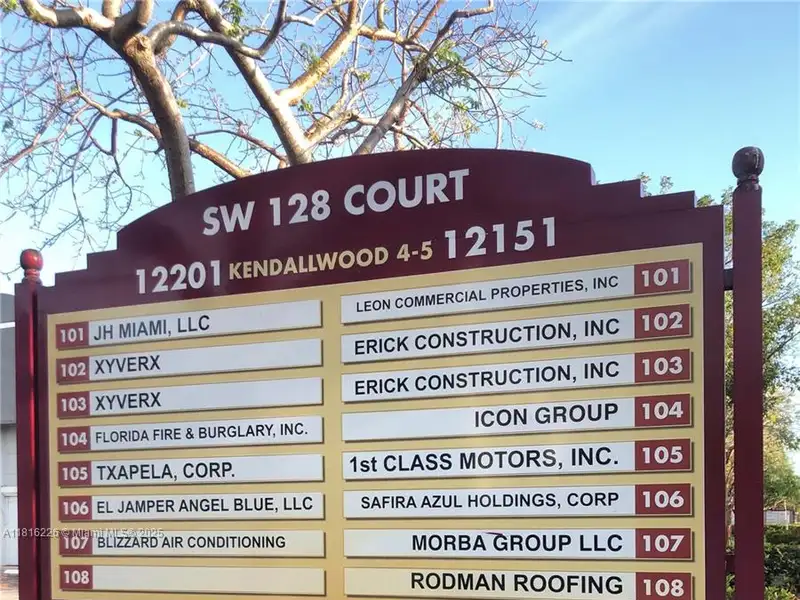 SW 128 COURT
12201 KENDALLWOOD 4-5 12151
101 JH MIAMI, LLC
102 XYVERX
103 XYVERX
104 FLORIDA FIRE & BURGLARY, INC.
105 TXAPELA, CORP.
106 EL JAMPER ANGEL BLUE, LLC
107 BLIZZARD AIR CONDITIONING
108
LEON COMMERCIAL PROPERTIES, INC 101
ERICK CONSTRUCTION, INC 102
ERICK CONSTRUCTION, INC 103
ICON GROUP 104
1st CLASS MOTORS, INC. 105
SAFIRA AZUL HOLDINGS, CORP 106
MORBA GROUP LLC 107
RODMAN ROOFING 108
A11816226 © Miami MLS © 2025